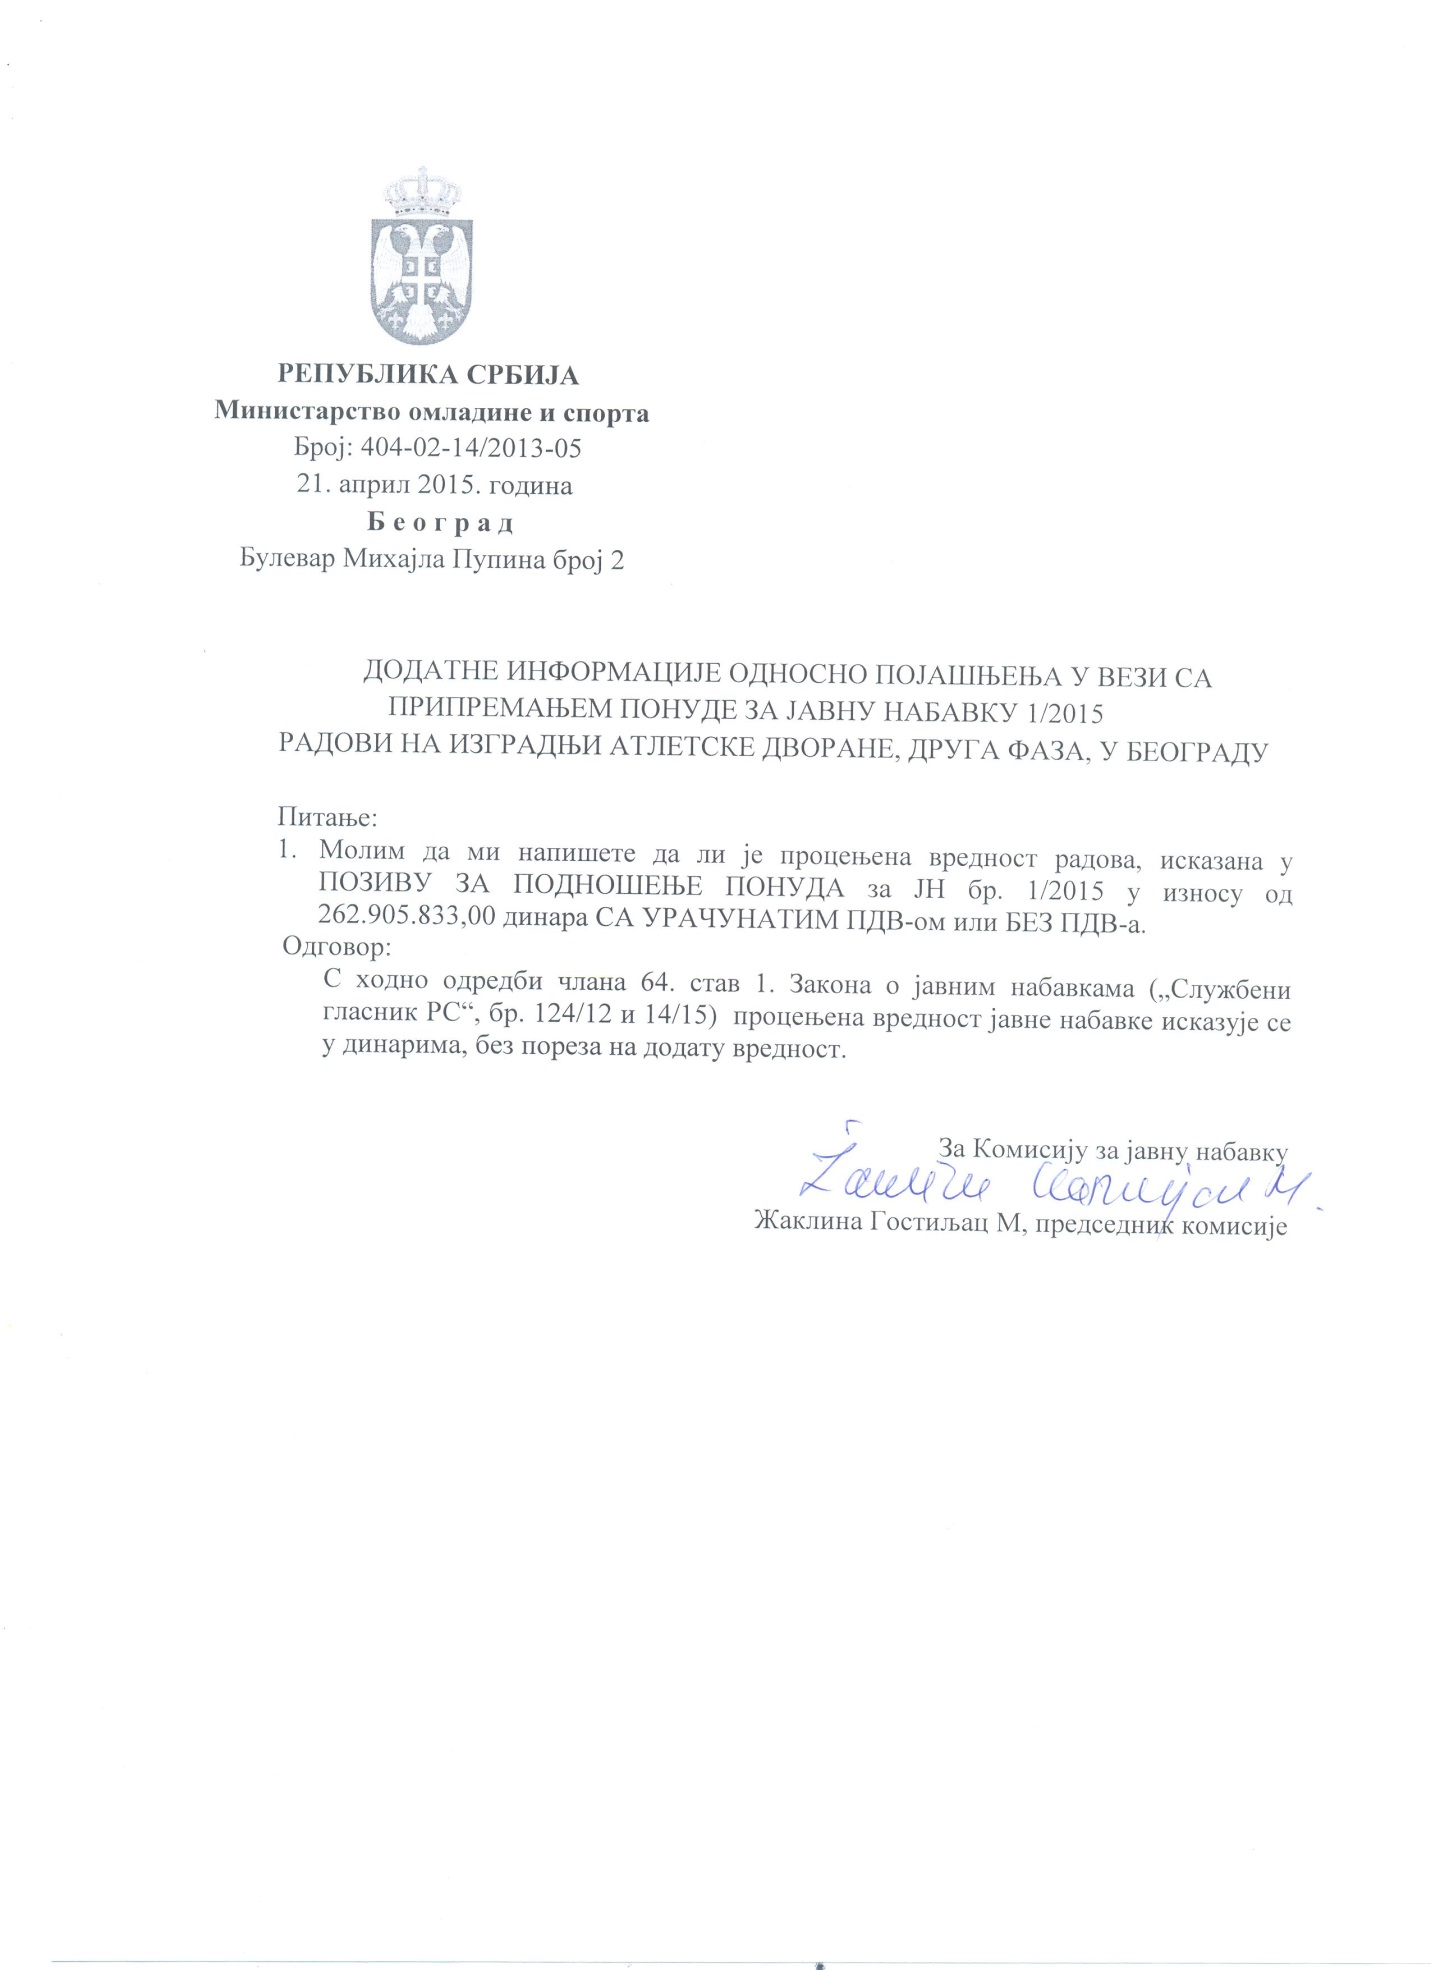 РЕПУБЛИКА СРБИЈА
Министарство омладине и спорта
Број: 404-02-14/2013-05
21. април 2015. година
Б е о г р а д
Булевар Михајла Пупина број 2
ДОДАТНЕ ИНФОРМАЦИЈЕ ОДНОСНО ПОЈАШЊЕЊА У ВЕЗИ СА
ПРИПРЕМАЊЕМ ПОНУДЕ ЗА ЈАВНУ НАБАВКУ 1/2015
РАДОВИ НА ИЗГРАДЊИ АТЛЕТСКЕ ДВОРАНЕ, ДРУГА ФАЗА, У БЕОГРАДУ
Питање:
1. Молим да ми напишете да ли је процењена вредност радова, исказана у
ПОЗИВУ ЗА ПОДНОШЕЊЕ ПОНУДА за ЈН бр. 1/2015 у износу од
262.905.833,00 динара СА УРАЧУНАТИМ ПДВ-ом или БЕЗ ПДВ-а.
Одговор:
С ходно одредби члана 64. став 1. Закона о јавним набавкама („Службени
гласник РС“, бр. 124/12 и 14/15) процењена вредност јавне набавке исказује се
у динарима, без пореза на додату вредност.
За Комисију за јавну набавку
Жаклина Гостиљац М, председник комисије